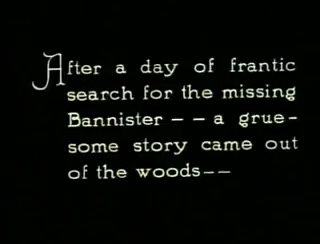 After a day of frantic
search for the missing
Bannister — — a grue-
some story came out
of the woods——